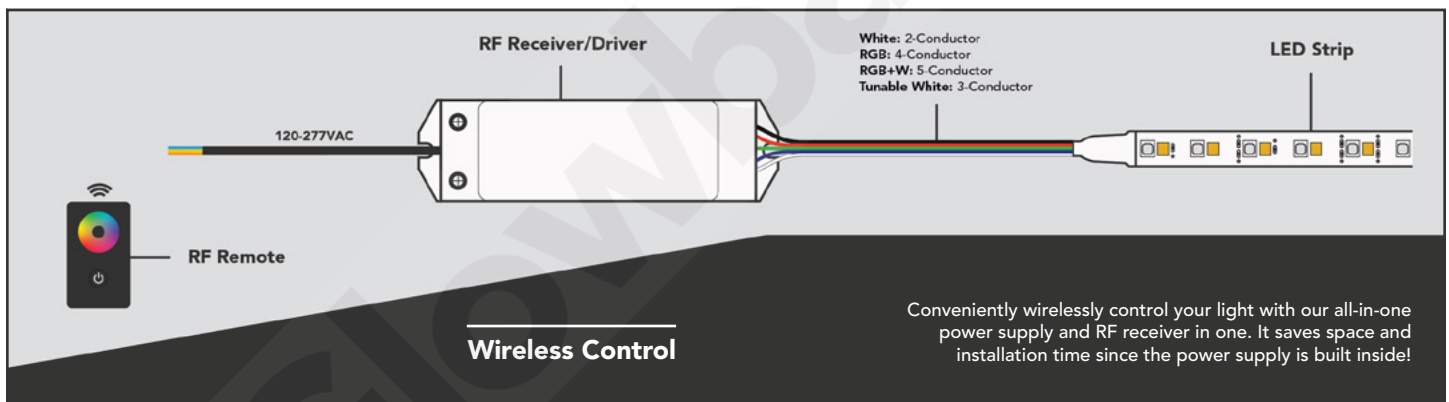 RF Receiver/Driver
White: 2-Conductor
RGB: 4-Conductor
RGB+W: 5-Conductor
Tunable White: 3-Conductor
LED Strip
120-277VAC
RF Remote
Wireless Control
Conveniently wirelessly control your light with our all-in-one
power supply and RF receiver in one. It saves space and
installation time since the power supply is built inside!